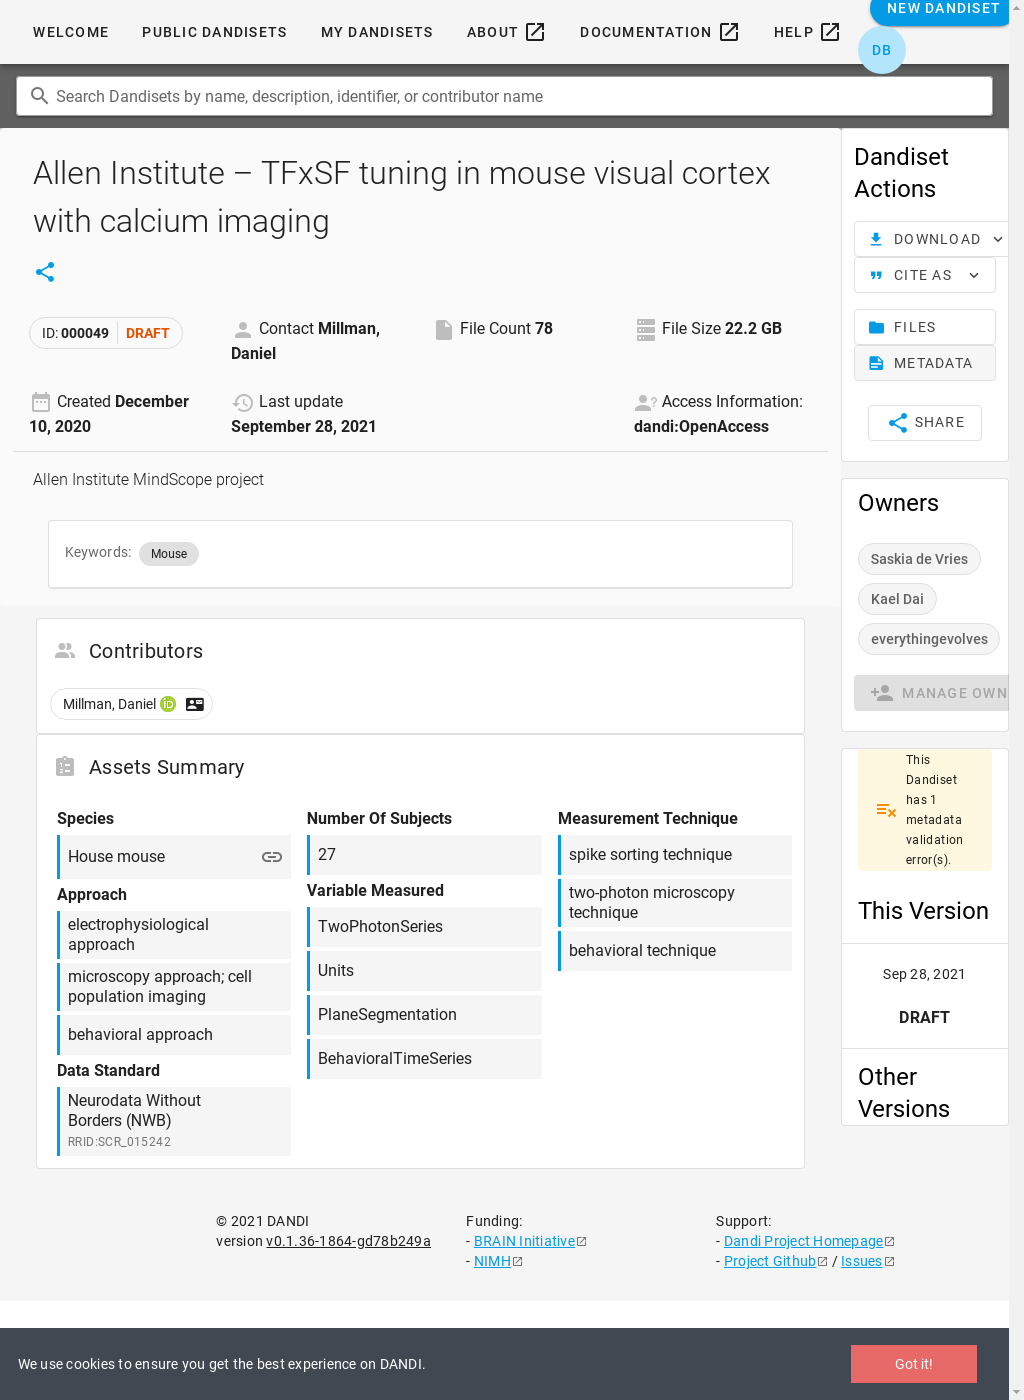 WELCOME PUBLIC DANDISETS MY DANDISETS ABOUT DOCUMENTATION HELP NEW DANDISET
DB
Search Dandisets by name, description, identifier, or contributor name
Allen Institute – TFxSF tuning in mouse visual cortex
with calcium imaging
ID: 000049 DRAFT
Contact Millman,
Daniel
File Count 78
File Size 22.2 GB
Created December
10, 2020
Last update
September 28, 2021
Access Information:
dandi:OpenAccess
Allen Institute MindScope project
Keywords: Mouse
Contributors
Millman, Daniel iD
Assets Summary
Species
House mouse
Approach
electrophysiological
approach
microscopy approach; cell
population imaging
behavioral approach
Data Standard
Neurodata Without
Borders (NWB)
RRID:SCR_015242
Number Of Subjects
27
Variable Measured
TwoPhotonSeries
Units
PlaneSegmentation
BehavioralTimeSeries
Measurement Technique
spike sorting technique
two-photon microscopy
technique
behavioral technique
Dandiset
Actions
DOWNLOAD
CITE AS
FILES
METADATA
SHARE
Owners
Saskia de Vries
Kael Dai
everythingevolves
MANAGE OWN
This
Dandiset
has 1
metadata
validation
error(s).
This Version
Sep 28, 2021
DRAFT
Other
Versions
© 2021 DANDI
version v0.1.36-1864-gd78b249a
Funding:
- BRAIN Initiative
- NIMH
Support:
- Dandi Project Homepage
- Project Github / Issues
We use cookies to ensure you get the best experience on DANDI.
Got it!